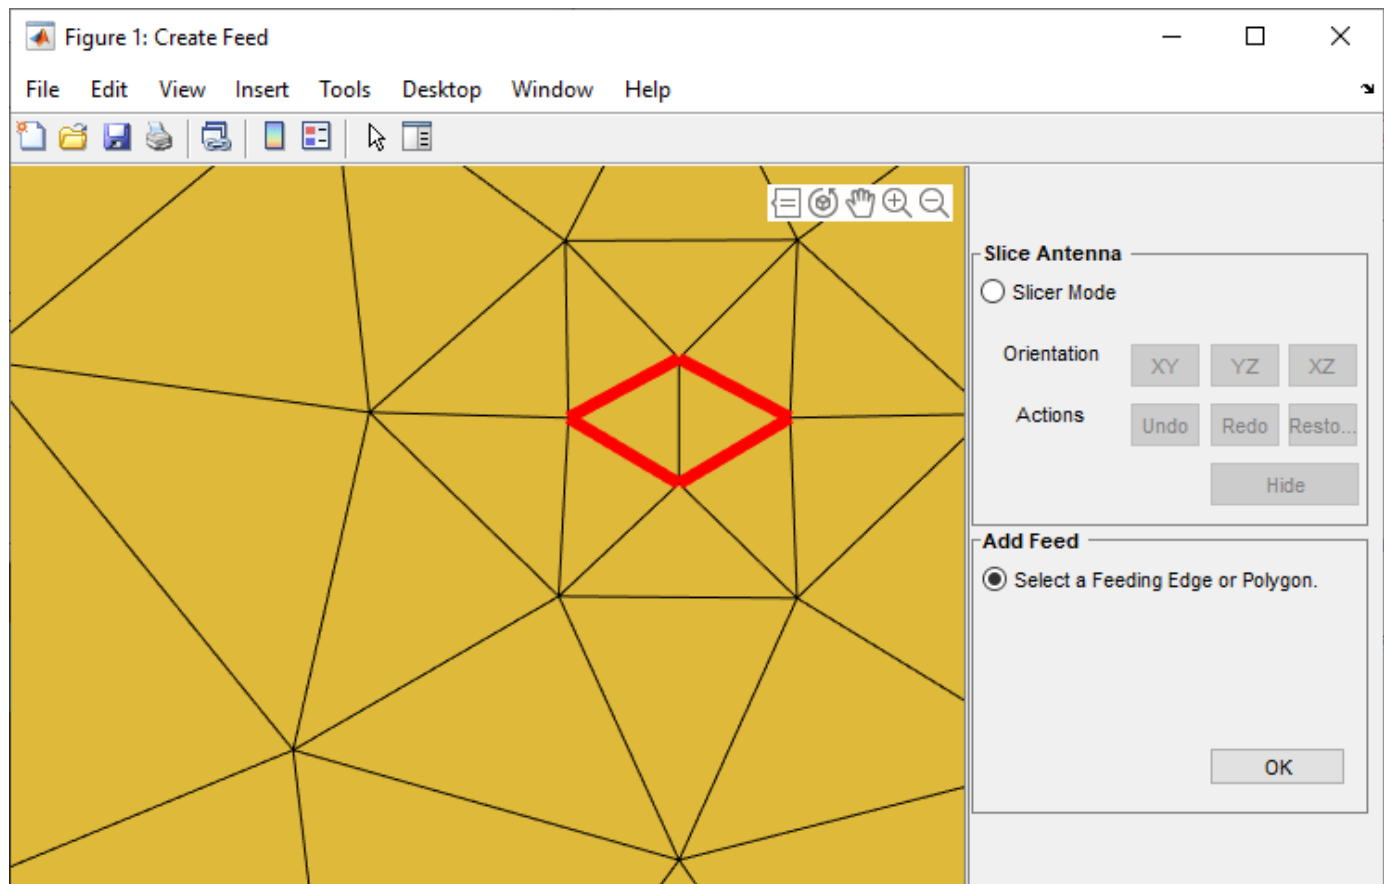 Figure 1: Create Feed
File Edit View Insert Tools Desktop Window Help
Slice Antenna
Slicer Mode
Orientation XY YZ XZ
Actions Undo Redo Resto...
Hide
Add Feed
Select a Feeding Edge or Polygon.
OK